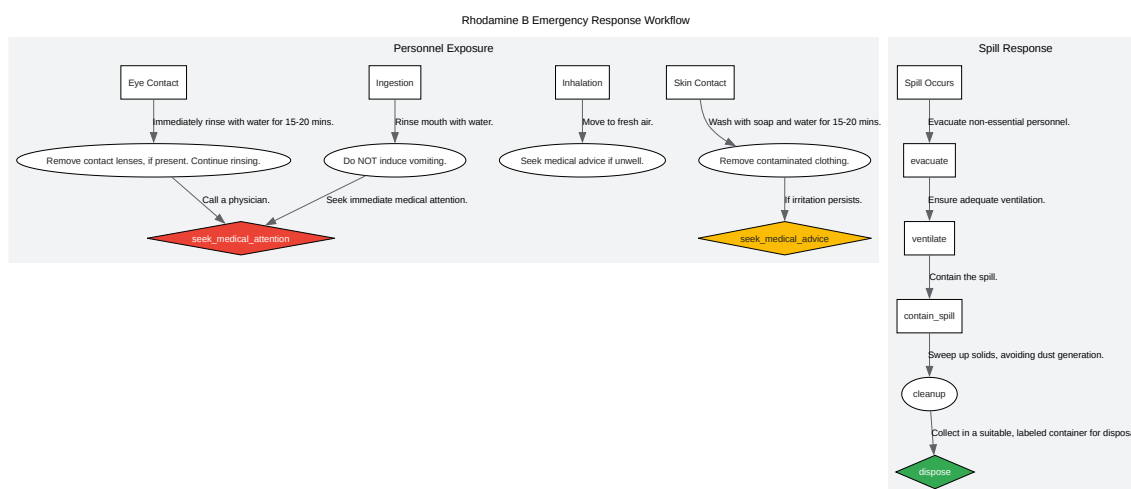 Rhodamine B Emergency Response Workflow
Personnel Exposure
Eye Contact
Immediately rinse with water for 15-20 mins.
Remove contact lenses, if present. Continue rinsing.
Call a physician.
Ingestion
Rinse mouth with water.
Do NOT induce vomiting.
Seek immediate medical attention.
seek_medical_attention
Inhalation
Move to fresh air.
Seek medical advice if unwell.
Skin Contact
Wash with soap and water for 15-20 mins.
Remove contaminated clothing.
If irritation persists.
seek_medical_advice
Spill Response
Spill Occurs
Evacuate non-essential personnel.
evacuate
Ensure adequate ventilation.
ventilate
Contain the spill.
contain_spill
Sweep up solids, avoiding dust generation.
cleanup
Collect in a suitable, labeled container for
dispose